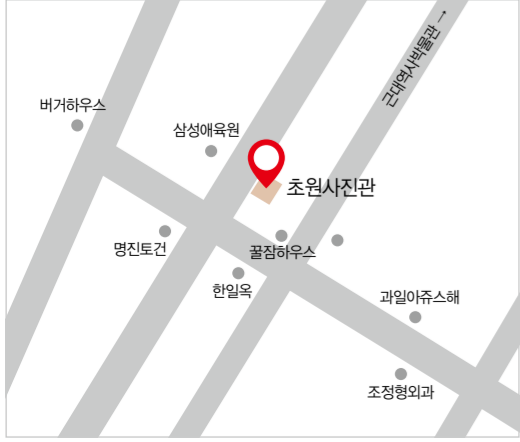 근대역사박물관 →
버거하우스
삼성애육원
초원사진관
명진토건
꿀잠하우스
한일옥
과일아쥬스해
조정형외과